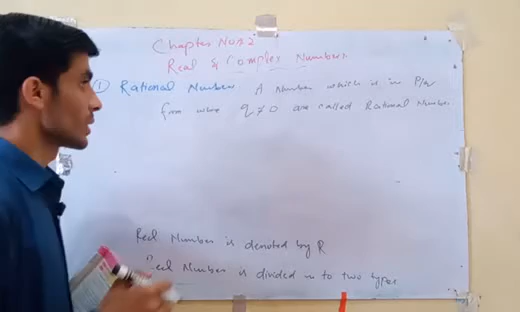 Chapter No#2
Real & Complex Numbers
① Rational Number A Number which is in P/q
form where q≠0 are called Rational Number
Real Number is denoted by R
Real Number is divided in to two types